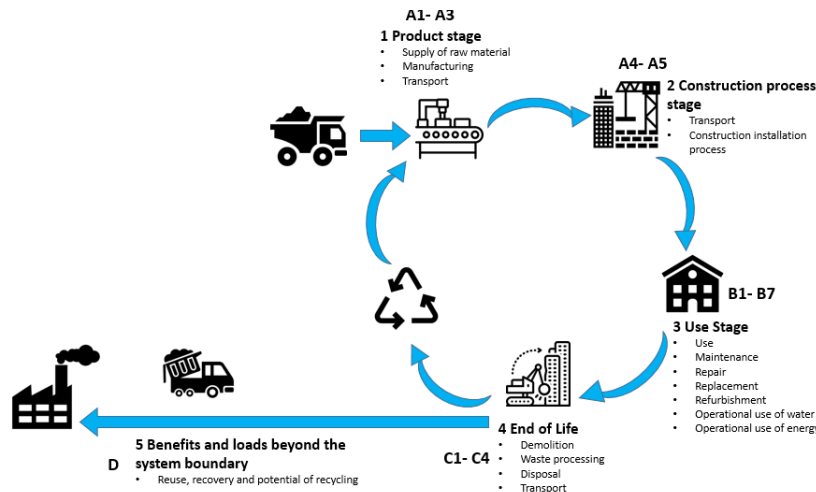 A1- A3
1 Product stage
• Supply of raw material
• Manufacturing
• Transport
A4- A5
2 Construction process
stage
• Transport
• Construction installation
process
B1- B7
3 Use Stage
• Use
• Maintenance
• Repair
• Replacement
• Refurbishment
• Operational use of water
• Operational use of energy
4 End of Life
C1- C4
• Demolition
• Waste processing
• Disposal
• Transport
5 Benefits and loads beyond the
D system boundary
• Reuse, recovery and potential of recycling